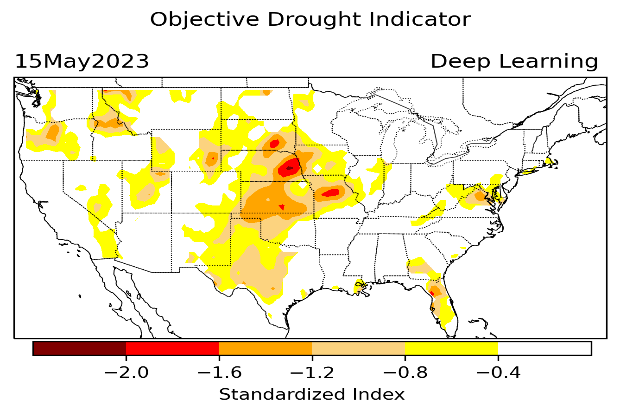 Objective Drought Indicator
15May2023 Deep Learning
−2.0 −1.6 −1.2 −0.8 −0.4
Standardized Index